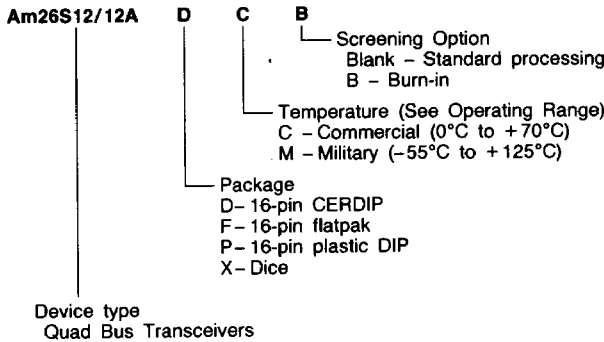 Am26S12/12A D C B
Screening Option
Blank – Standard processing
B – Burn-in
Temperature (See Operating Range)
C – Commercial (0°C to +70°C)
M – Military (–55°C to +125°C)
Package
D– 16-pin CERDIP
F– 16-pin flatpak
P– 16-pin plastic DIP
X– Dice
Device type
Quad Bus Transceivers